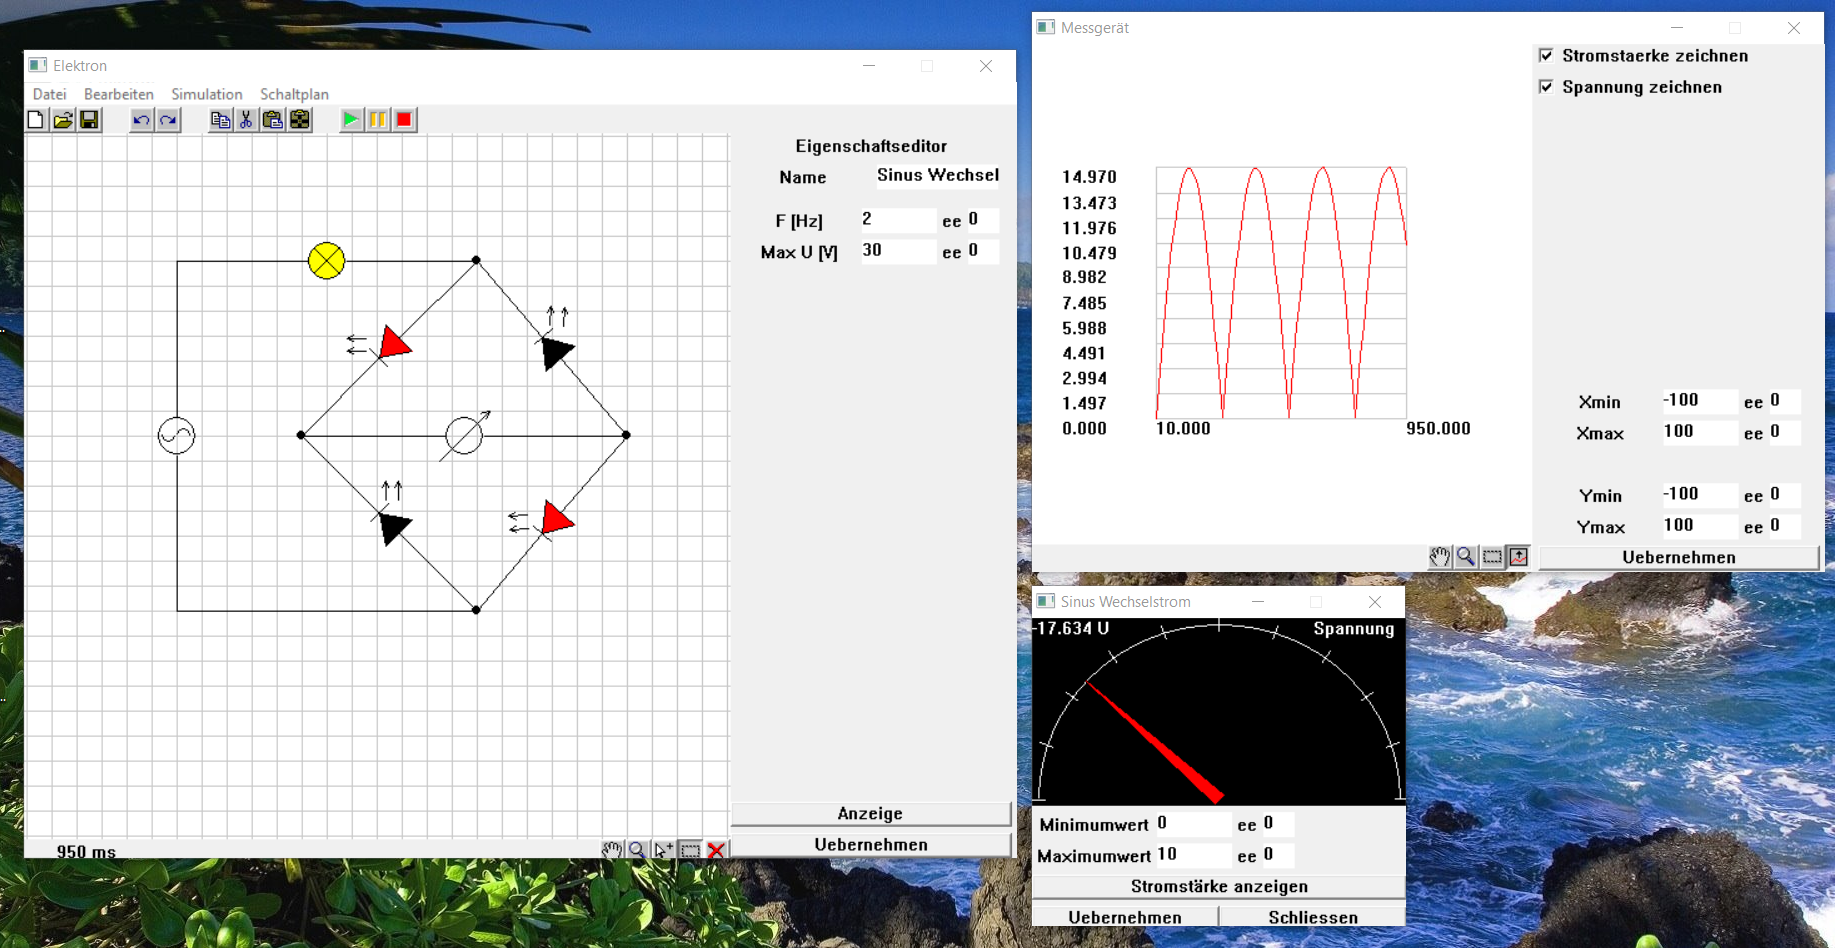 Elektron
Datei Bearbeiten Simulation Schaltplan
Eigenschaftseditor
Name Sinus Wechsel
F [Hz] 2 ee 0
Max U [V] 30 ee 0
Anzeige
Uebernehmen
950 ms
Messgerät
Stromstaerke zeichnen
Spannung zeichnen
14.970
13.473
11.976
10.479
8.982
7.485
5.988
4.491
2.994
1.497
0.000
10.000 950.000
Xmin -100 ee 0
Xmax 100 ee 0
Ymin -100 ee 0
Ymax 100 ee 0
Uebernehmen
Sinus Wechselstrom
-17.634 U Spannung
Minimumwert 0 ee 0
Maximumwert 10 ee 0
Stromstärke anzeigen
Uebernehmen Schliessen